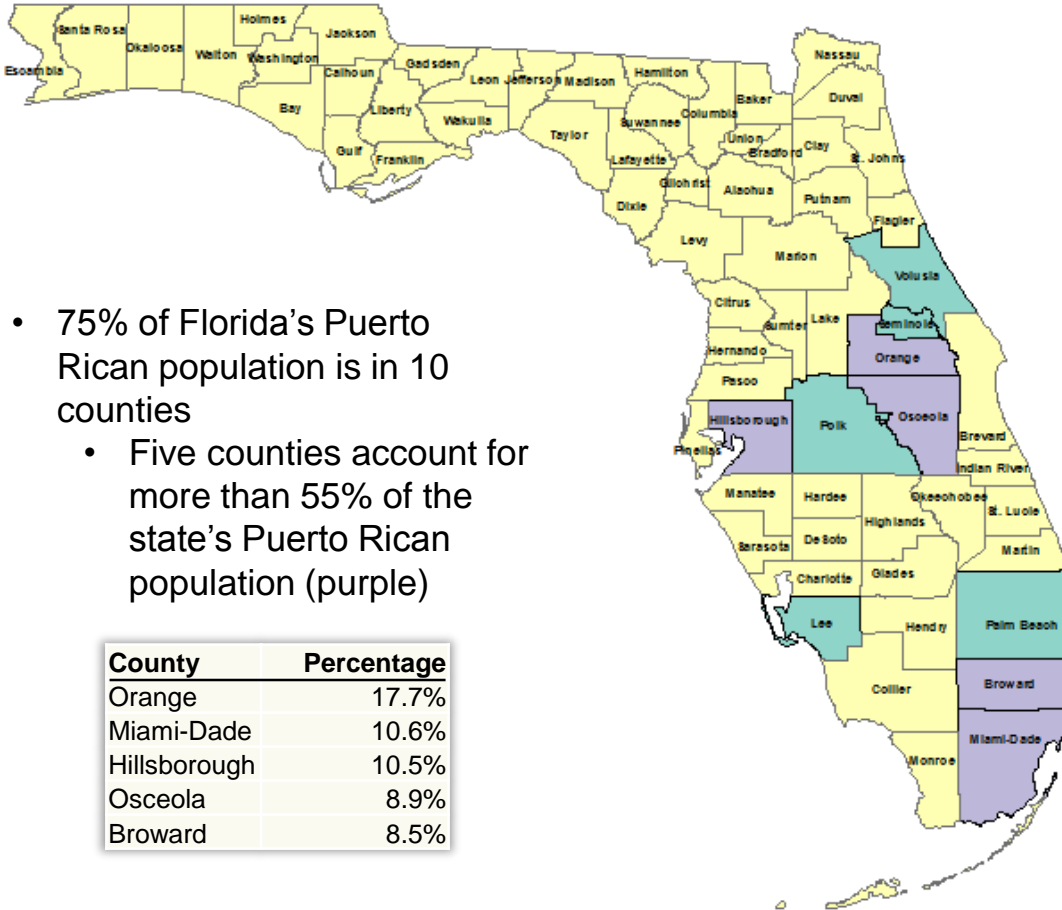 Holmes
Jackson
Santa Rosa
Okaloosa
Walton
Washington
Escambia
Calhoun
Gadsden
Leon
Jefferson
Madison
Hamilton
Nassau
Bay
Liberty
Wakulla
Taylor
Suwannee
Columbia
Baker
Duval
Gulf
Franklin
Lafayette
Union
Bradford
Clay
St. Johns
Dixie
Gilchrist
Alachua
Putnam
Flagler
Levy
Marion
Volusia
Citrus
Sumter
Lake
Seminole
Hernando
Orange
Pasco
Hillsborough
Polk
Osceola
Pinellas
Brevard
Indian River
Manatee
Hardee
Okeechobee
St. Lucie
Highlands
Sarasota
DeSoto
Martin
Charlotte
Glades
Lee
Hendry
Palm Beach
Collier
Broward
Miami-Dade
Monroe
• 75% of Florida’s Puerto
Rican population is in 10
counties
• Five counties account for
more than 55% of the
state’s Puerto Rican
population (purple)
County Percentage
Orange 17.7%
Miami-Dade 10.6%
Hillsborough 10.5%
Osceola 8.9%
Broward 8.5%